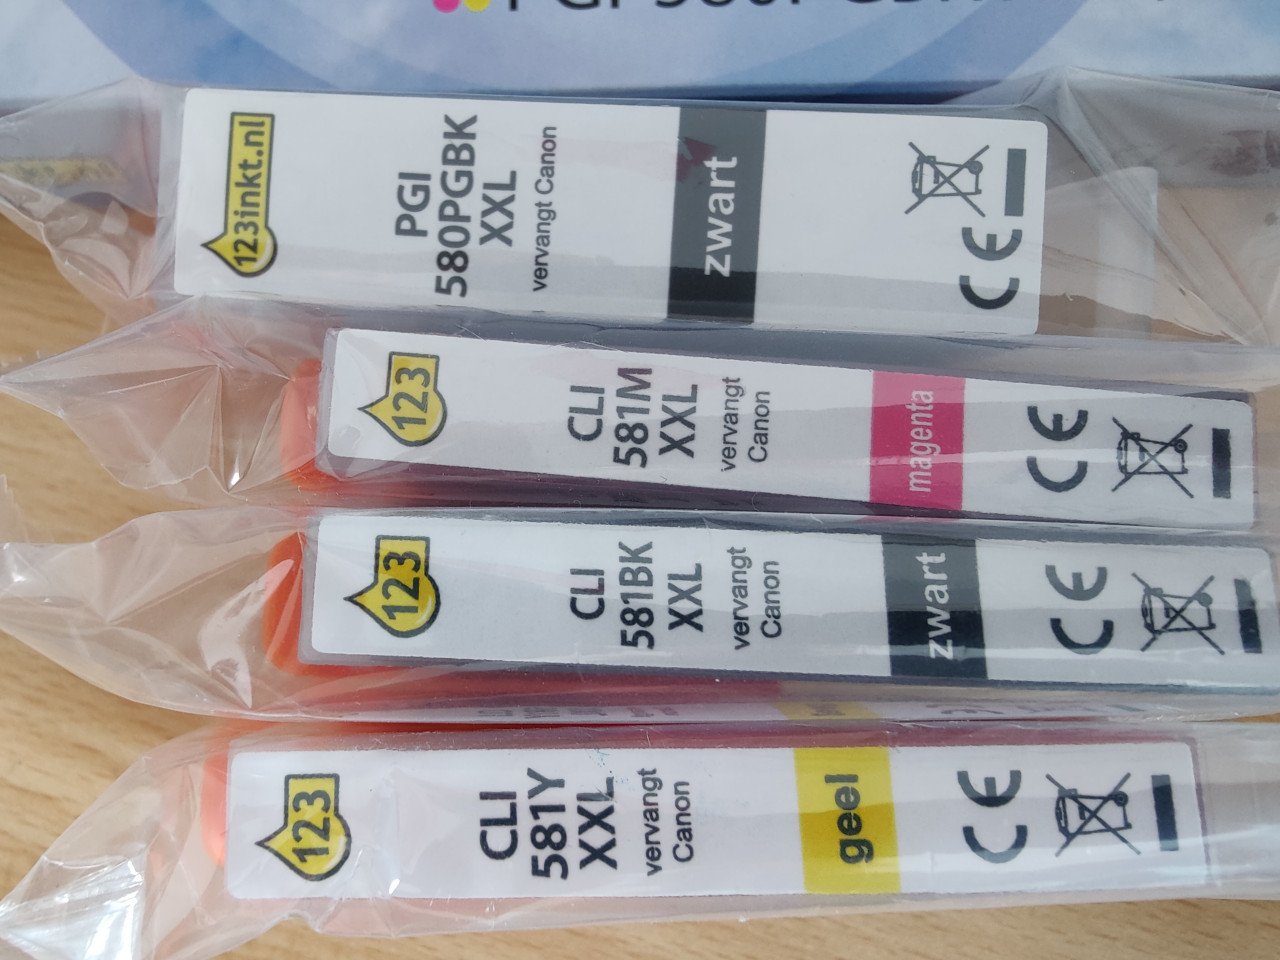 123inkt.nl
PGI
580PGBK
XXL
vervangt Canon
zwart
CE
123
CLI
581M
XXL
vervangt
Canon
magenta
CE
123
CLI
581BK
XXL
vervangt
Canon
zwart
CE
123
CLI
581Y
XXL
vervangt
Canon
geel
CE